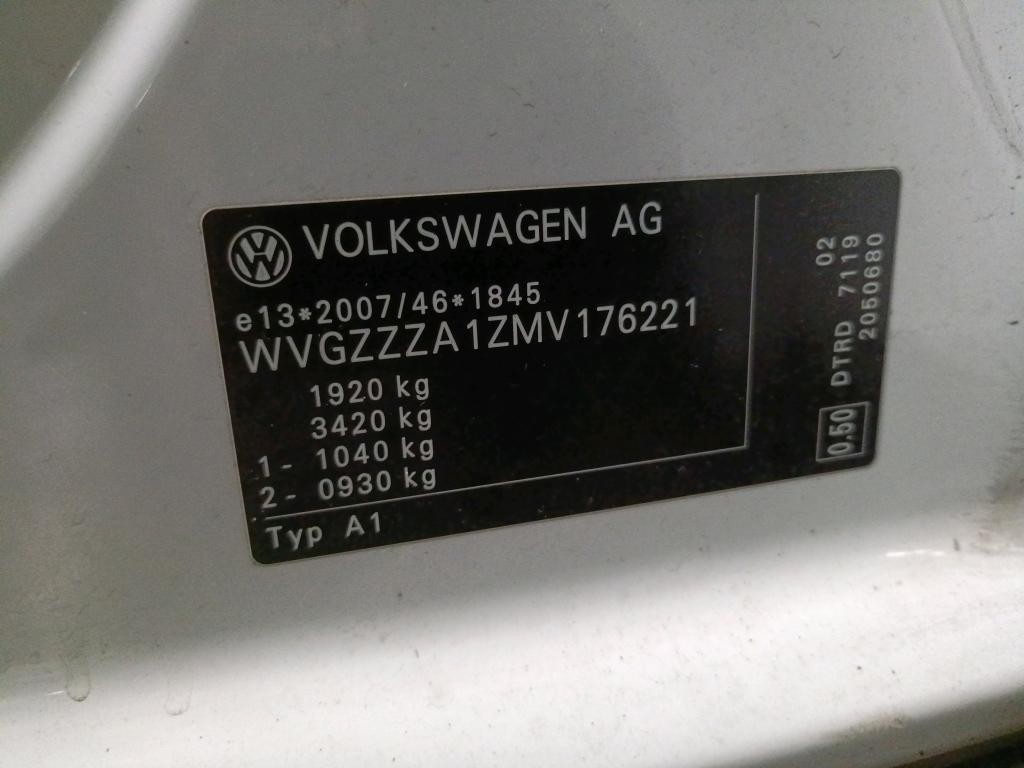 VOLKSWAGEN AG
e13*2007/46*1845
WVGZZZA1ZMV176221
1920 kg
3420 kg
1- 1040 kg
2- 0930 kg
Typ A1
0,50 DTRD 7119 02
2050680